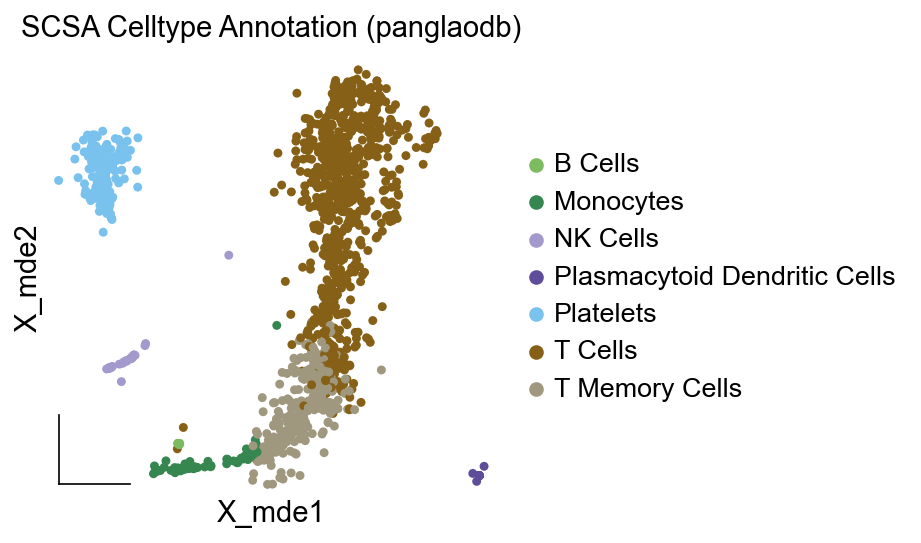 SCSA Celltype Annotation (panglaodb)
X_mde2
X_mde1
B Cells
Monocytes
NK Cells
Plasmacytoid Dendritic Cells
Platelets
T Cells
T Memory Cells